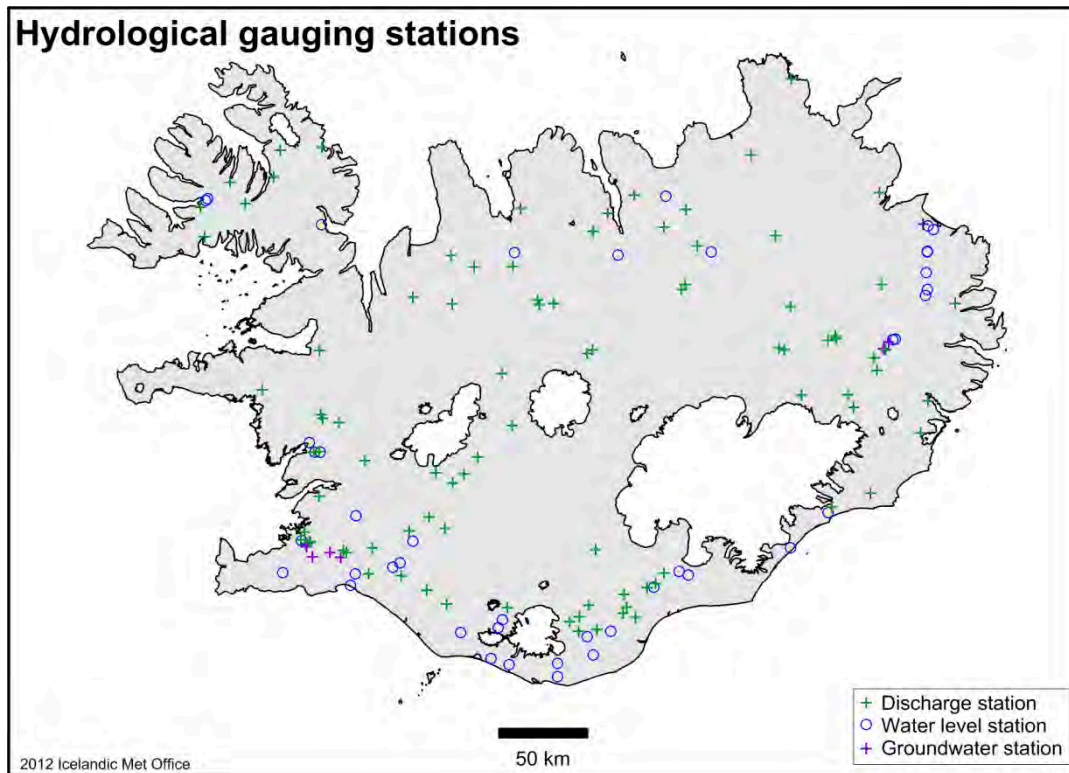 Hydrological gauging stations
Discharge station
Water level station
Groundwater station
50 km
2012 Icelandic Met Office